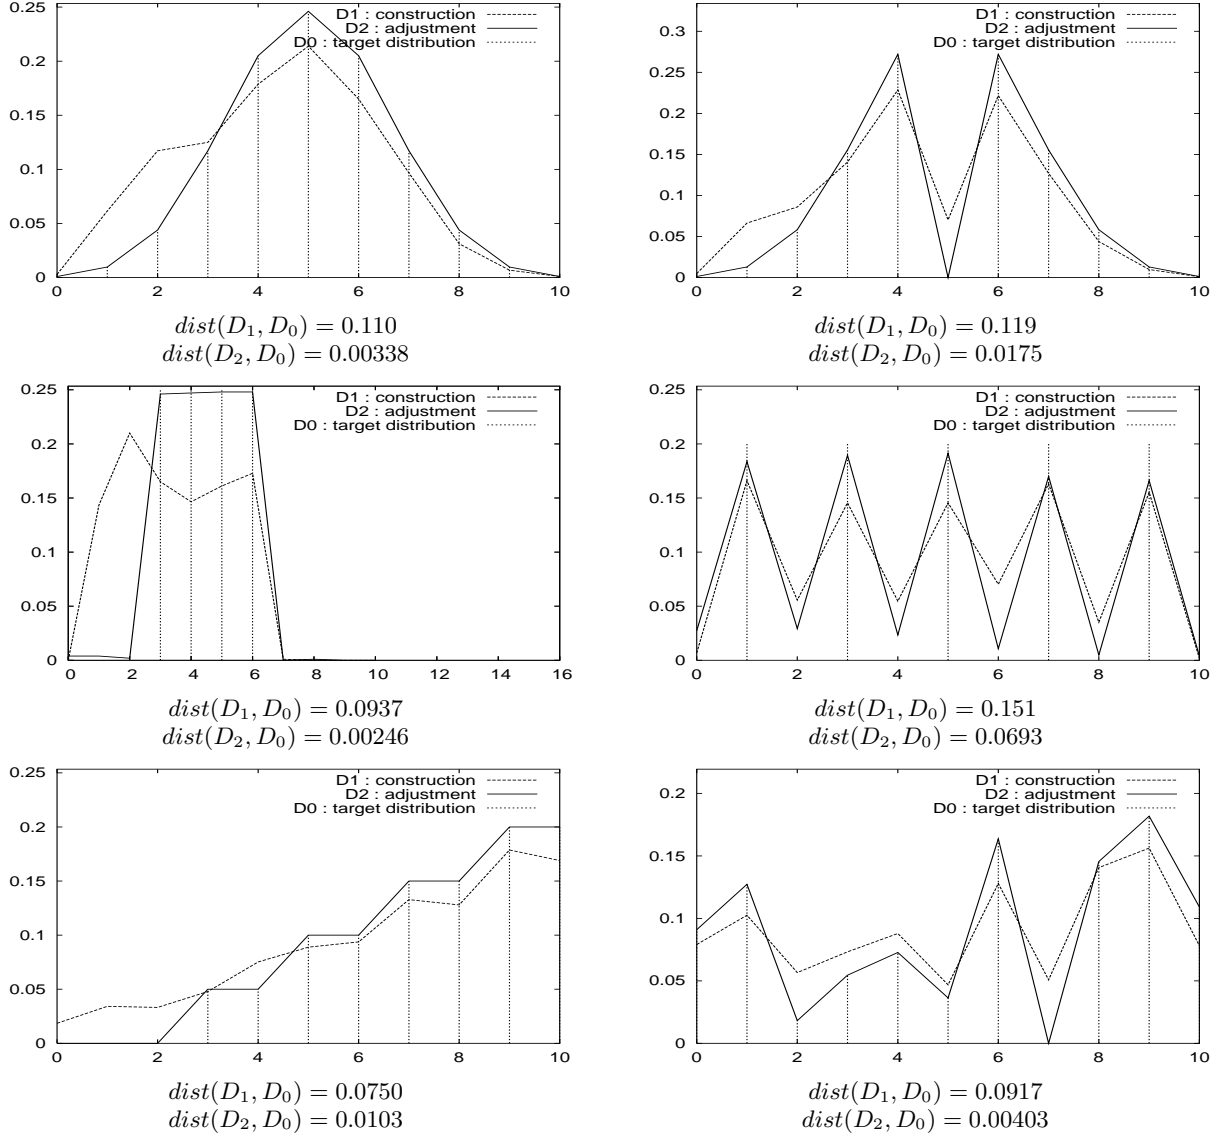 0.25
0.2
0.15
0.1
0.05
0
0 2 4 6 8 10
D1 : construction
D2 : adjustment
D0 : target distribution
dist(D₁, D₀) = 0.110
dist(D₂, D₀) = 0.00338
0.3
0.25
0.2
0.15
0.1
0.05
0
0 2 4 6 8 10
D1 : construction
D2 : adjustment
D0 : target distribution
dist(D₁, D₀) = 0.119
dist(D₂, D₀) = 0.0175
0.25
0.2
0.15
0.1
0.05
0
0 2 4 6 8 10 12 14 16
D1 : construction
D2 : adjustment
D0 : target distribution
dist(D₁, D₀) = 0.0937
dist(D₂, D₀) = 0.00246
0.25
0.2
0.15
0.1
0.05
0
0 2 4 6 8 10
D1 : construction
D2 : adjustment
D0 : target distribution
dist(D₁, D₀) = 0.151
dist(D₂, D₀) = 0.0693
0.25
0.2
0.15
0.1
0.05
0
0 2 4 6 8 10
D1 : construction
D2 : adjustment
D0 : target distribution
dist(D₁, D₀) = 0.0750
dist(D₂, D₀) = 0.0103
0.2
0.15
0.1
0.05
0
0 2 4 6 8 10
D1 : construction
D2 : adjustment
D0 : target distribution
dist(D₁, D₀) = 0.0917
dist(D₂, D₀) = 0.00403